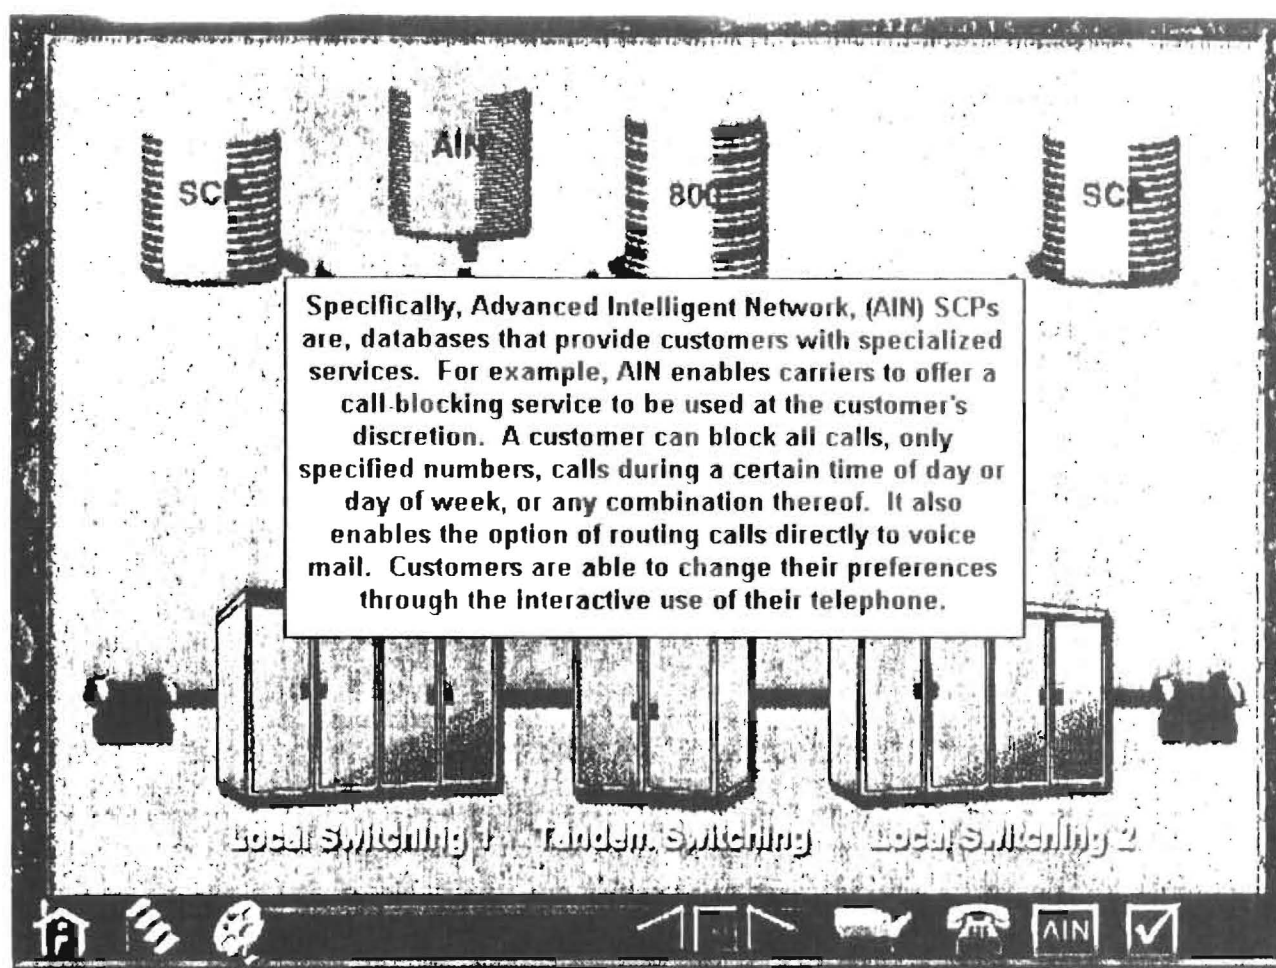 AIN
800
Specifically, Advanced Intelligent Network, (AIN) SCPs
are, databases that provide customers with specialized
services. For example, AIN enables carriers to offer a
call-blocking service to be used at the customer's
discretion. A customer can block all calls, only
specified numbers, calls during a certain time of day or
day of week, or any combination thereof. It also
enables the option of routing calls directly to voice
mail. Customers are able to change their preferences
through the interactive use of their telephone.
Local Switching 1 Tandem Switching Local Switching 2
AIN